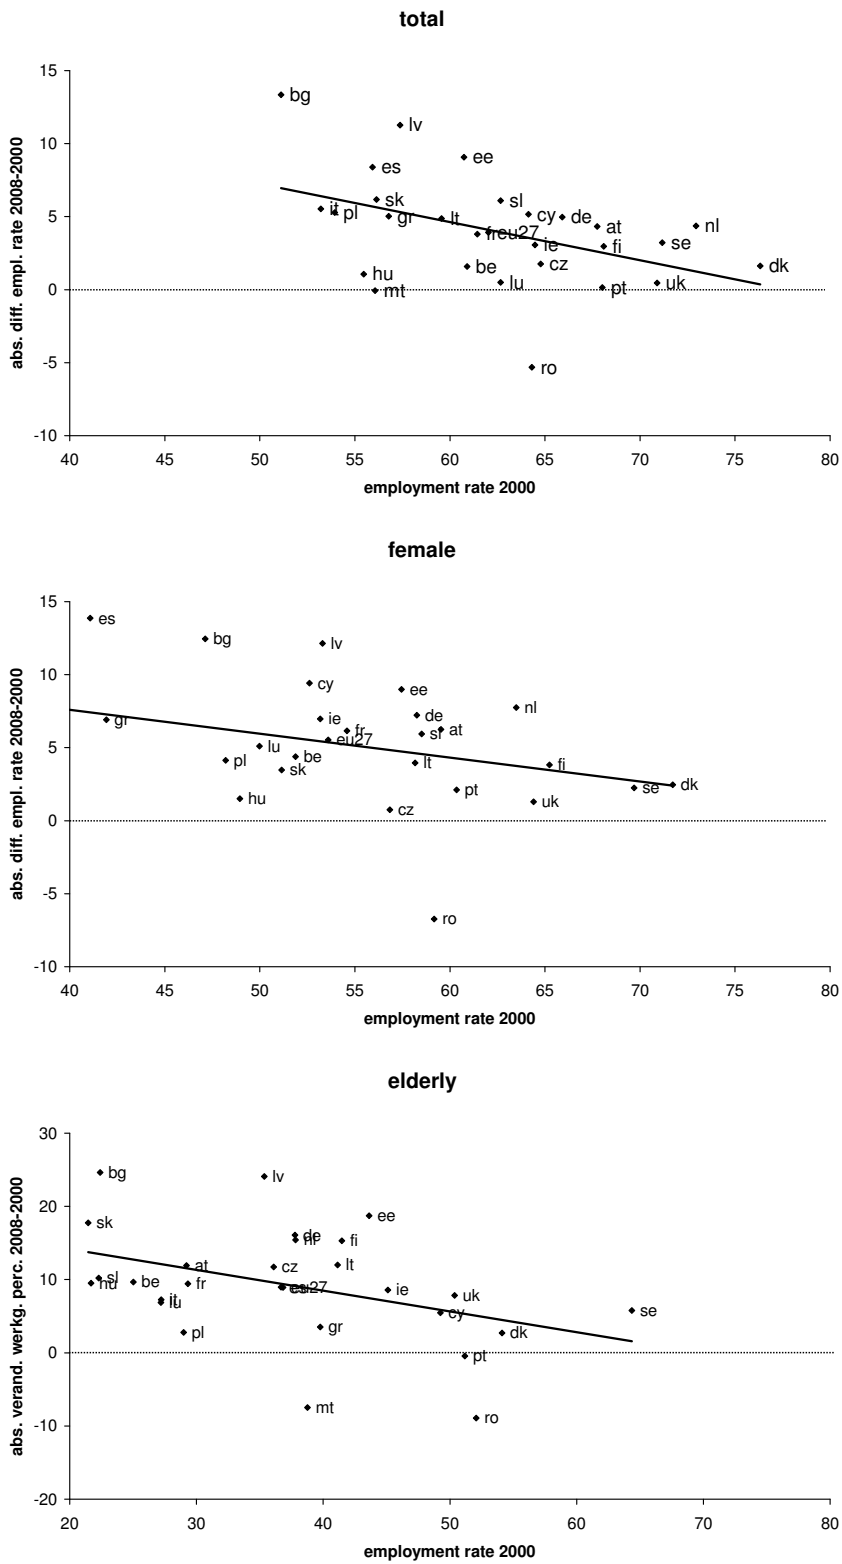 total
abs. diff. empl. rate 2008-2000
15
10
5
0
-5
-10
bg
lv
ee
es
sk
sl
it
pl
gr
lt
cy
de
at
nl
fr
eu27
ie
fi
se
hu
mt
be
lu
cz
pt
uk
dk
ro
40 50 55 60 65 70 75 80
employment rate 2000
female
abs. diff. empl. rate 2008-2000
15
10
5
0
-5
-10
es
bg
lv
cy
ee
nl
gr
ie
fr
de
sl
at
eu27
lu
be
pl
sk
lt
fi
hu
cz
pt
uk
se
dk
ro
40 50 55 60 65 70 75 80
employment rate 2000
elderly
abs. verand. werkg. perc. 2008-2000
30
20
10
0
-10
-20
bg
lv
sk
ee
de
nl
fi
at
cz
lt
sl
hu
be
fr
es
eu27
ie
uk
it
lu
cy
se
pl
gr
dk
pt
mt
ro
20 30 40 50 60 70 80
employment rate 2000